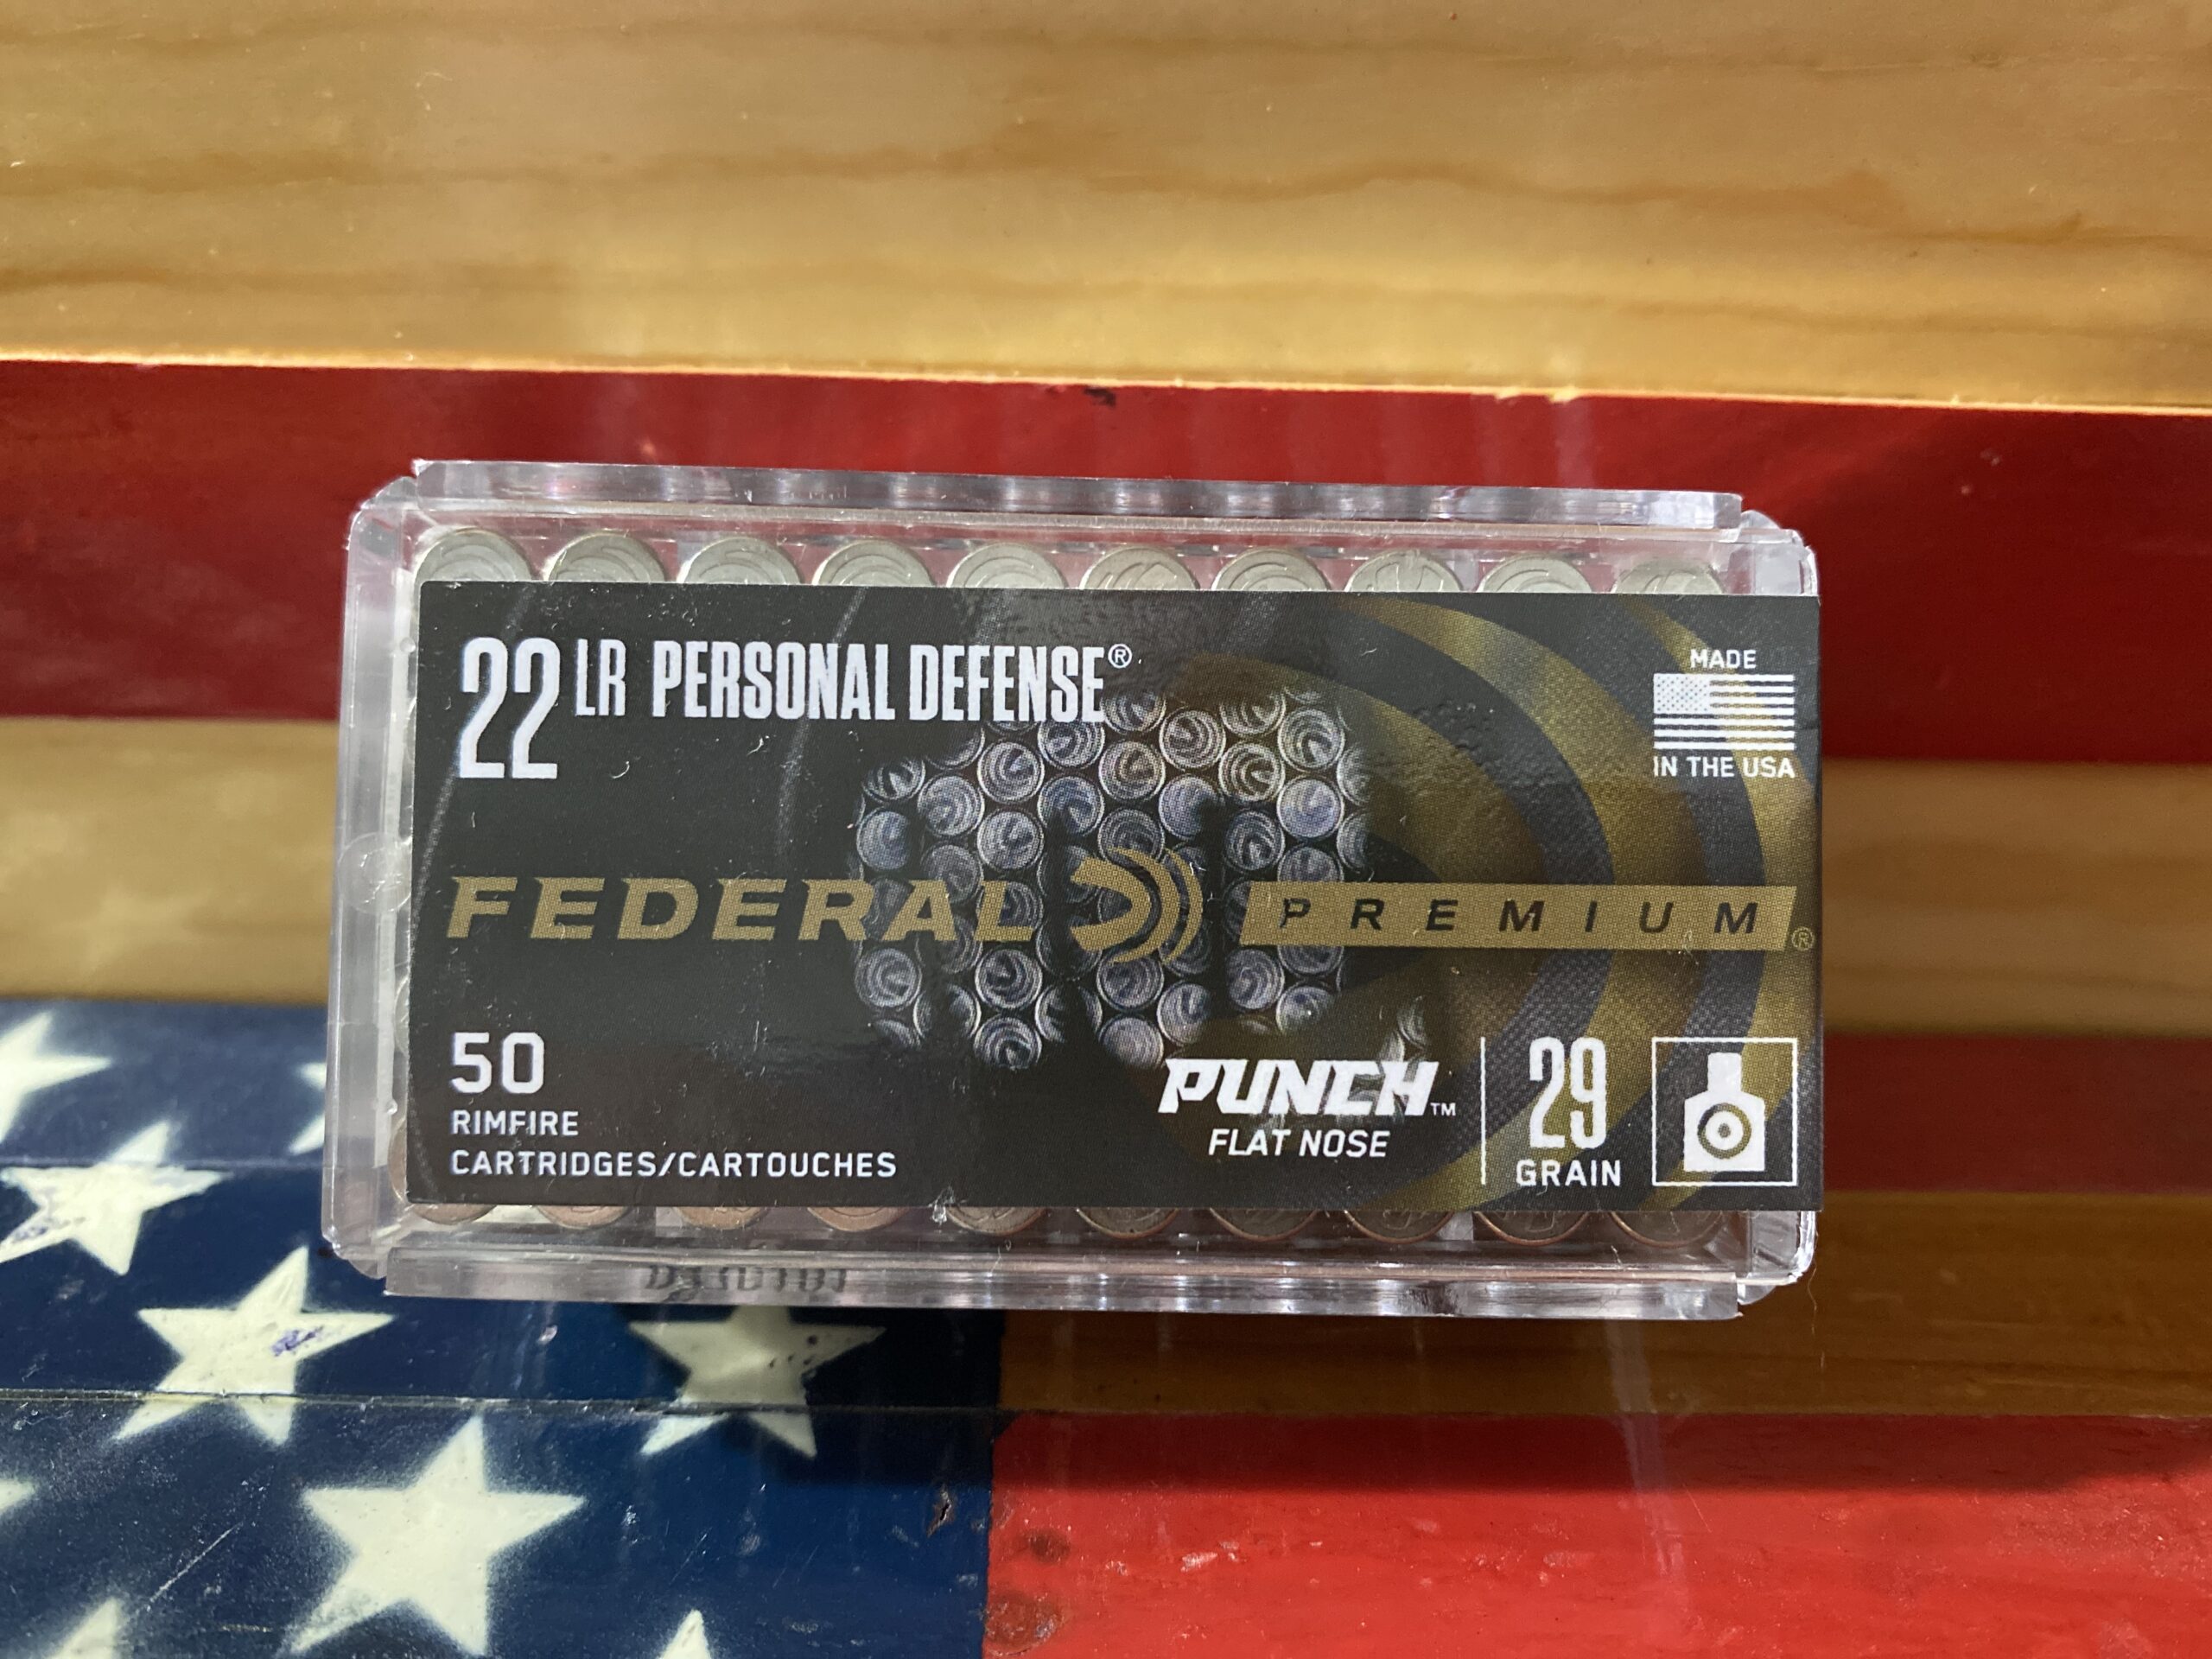 22 LR PERSONAL DEFENSE®
MADE
IN THE USA
FEDERAL PREMIUM®
50
RIMFIRE
CARTRIDGES/CARTOUCHES
PUNCH™
FLAT NOSE
29
GRAIN